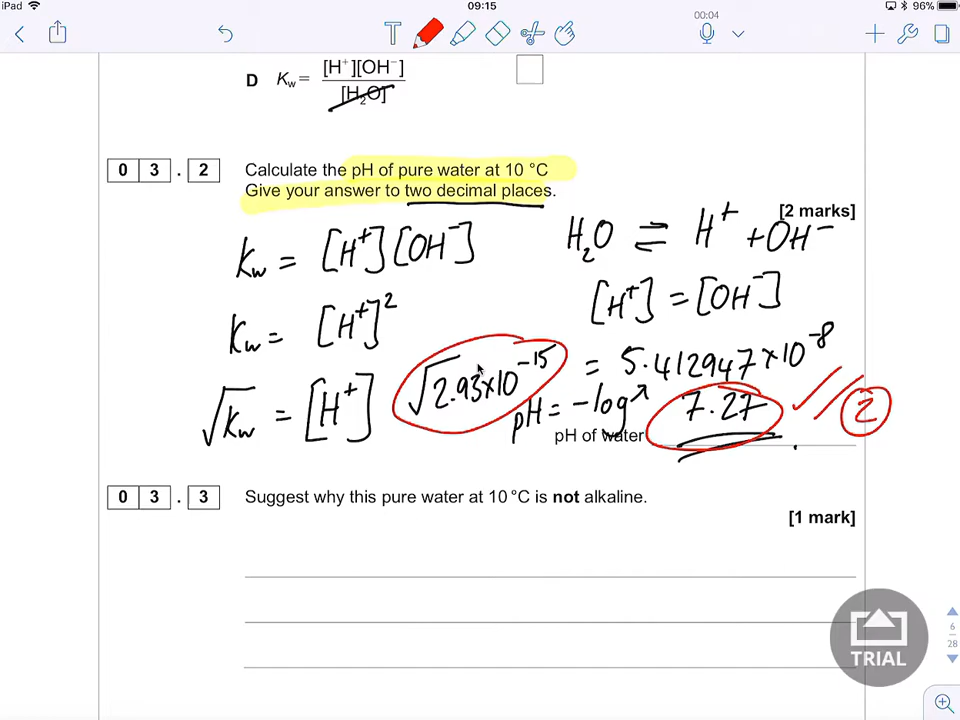 iPad 09:15 96%
00:04
T
D Kw = [H+][OH−] / [H2O]
0 3 . 2 Calculate the pH of pure water at 10 °C
Give your answer to two decimal places.
[2 marks]
Kw = [H+][OH−]
H2O ⇌ H+ + OH−
Kw = [H+]²
[H+] = [OH−]
√Kw = [H+] √2.93×10−15 = 5.412947×10−8
pH = −log 7.27 ✓✓ 2
pH of water
0 3 . 3 Suggest why this pure water at 10 °C is not alkaline.
[1 mark]
6
28
TRIAL